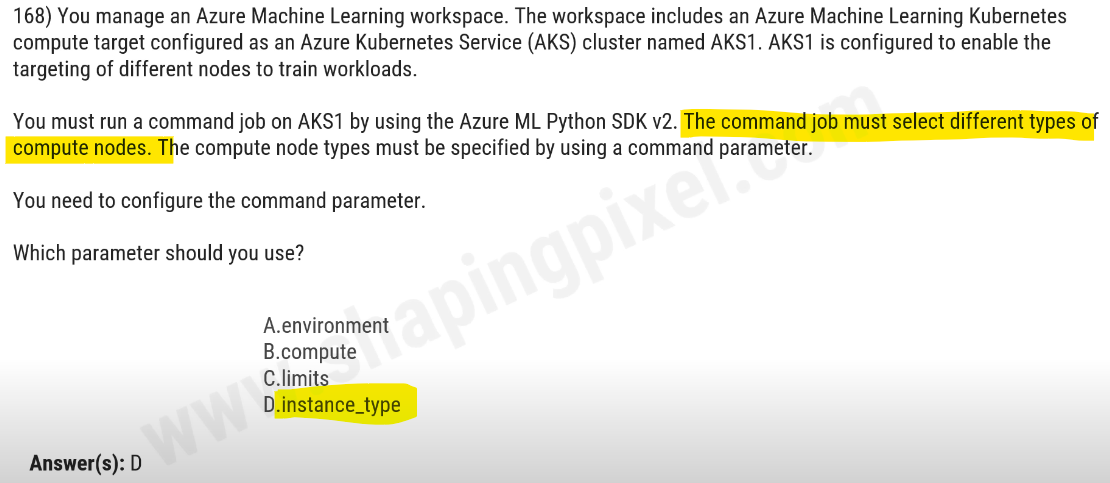 168) You manage an Azure Machine Learning workspace. The workspace includes an Azure Machine Learning Kubernetes
compute target configured as an Azure Kubernetes Service (AKS) cluster named AKS1. AKS1 is configured to enable the
targeting of different nodes to train workloads.
You must run a command job on AKS1 by using the Azure ML Python SDK v2. The command job must select different types of
compute nodes. The compute node types must be specified by using a command parameter.
You need to configure the command parameter.
Which parameter should you use?
A.environment
B.compute
C.limits
D.instance_type
Answer(s): D
www.shapingpixel.com